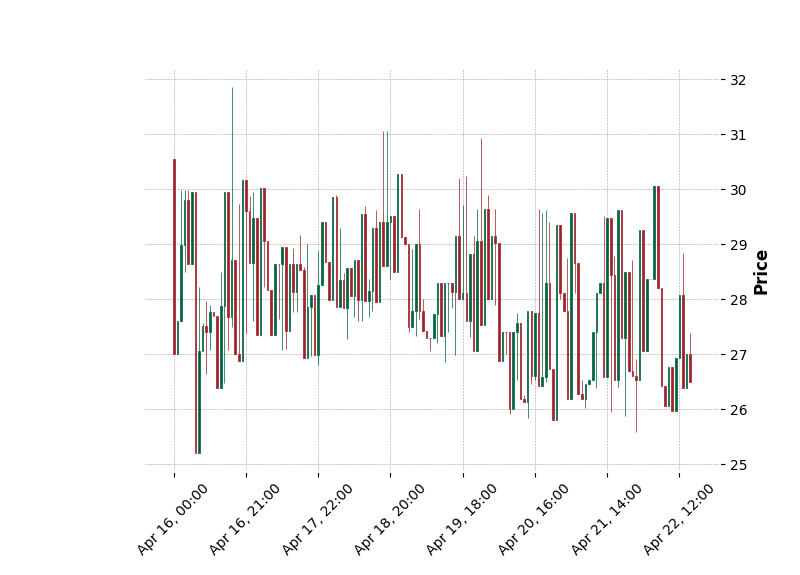 32
31
30
29
28
27
26
25
Price
Apr 16, 00:00
Apr 16, 21:00
Apr 17, 22:00
Apr 18, 20:00
Apr 19, 18:00
Apr 20, 16:00
Apr 21, 14:00
Apr 22, 12:00